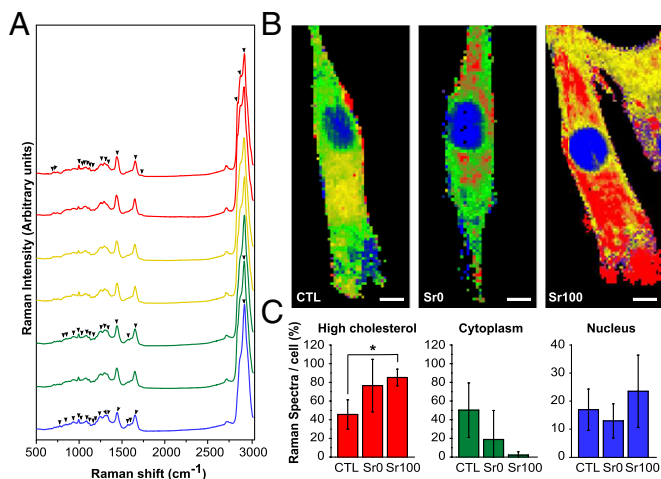 A
Raman Intensity (Arbitrary units)
500 1000 1500 2000 2500 3000
Raman shift (cm-1)
B
CTL
Sr0
Sr100
C
High cholesterol
Cytoplasm
Nucleus
Raman Spectra / cell (%)
120
100
80
60
40
20
0
*
CTL Sr0 Sr100
120
100
80
60
40
20
0
CTL Sr0 Sr100
40
30
20
10
0
CTL Sr0 Sr100